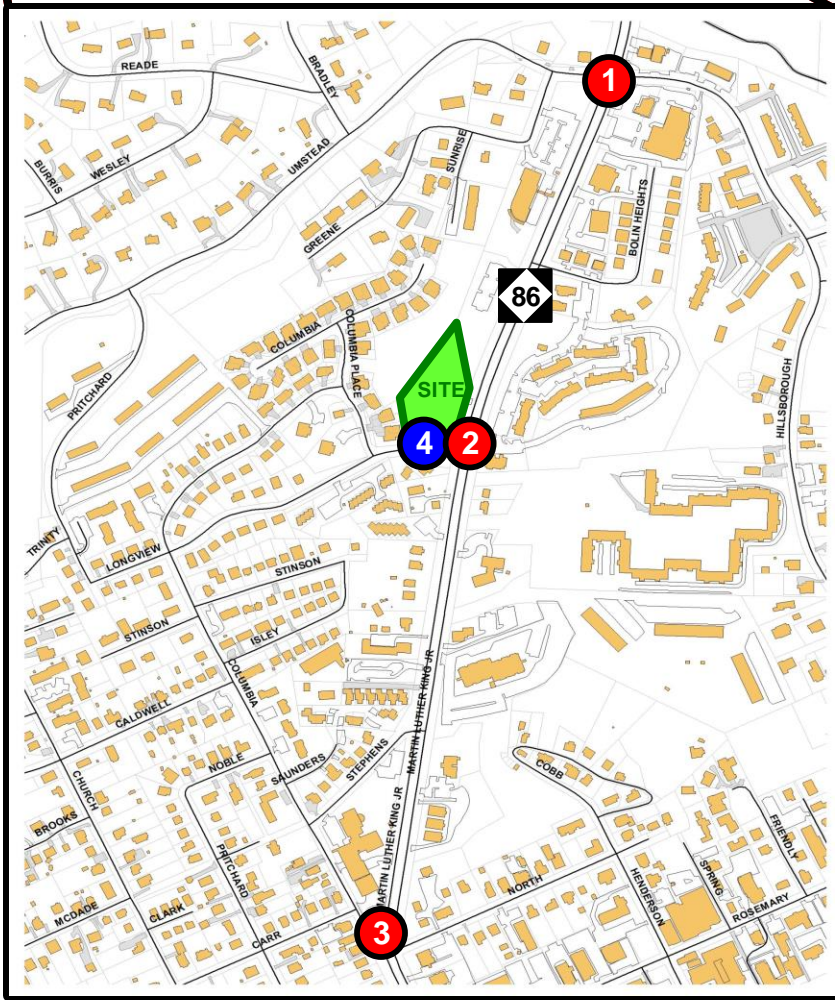 READE
BRADLEY
1
BURRIS
WESLEY
UMSTEAD
SUNRISE
GREENE
BOLIN HEIGHTS
86
COLUMBIA
COLUMBIA PLACE
PRITCHARD
SITE
HILLSBOROUGH
4
2
TRINITY
LONGVIEW
STINSON
STINSON
ISLEY
COLUMBIA
CALDWELL
MARTIN LUTHER KING JR
NOBLE
SAUNDERS
STEPHENS
COBB
CHURCH
BROOKS
PRITCHARD
MARTIN LUTHER KING JR
NORTH
HENDERSON
SPRING
FRIENDLY
MCDADE
CLARK
CARR
ROSEMARY
3